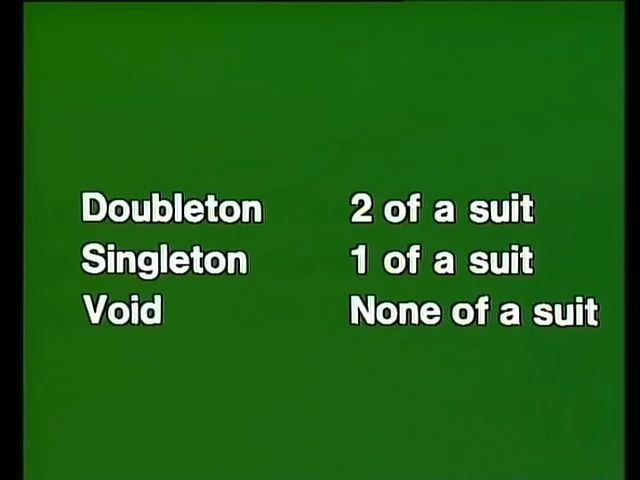 Doubleton 2 of a suit
Singleton 1 of a suit
Void None of a suit